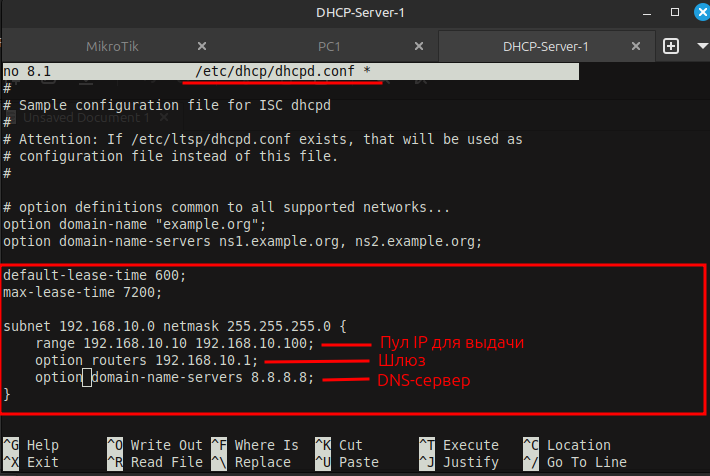 DHCP-Server-1
MikroTik
PC1
DHCP-Server-1
no 8.1 /etc/dhcp/dhcpd.conf *
#
# Sample configuration file for ISC dhcpd
#
Unsaved Document 1
# Attention: If /etc/ltsp/dhcpd.conf exists, that will be used as
# configuration file instead of this file.
#
# option definitions common to all supported networks...
option domain-name "example.org";
option domain-name-servers ns1.example.org, ns2.example.org;
default-lease-time 600;
max-lease-time 7200;
subnet 192.168.10.0 netmask 255.255.255.0 {
range 192.168.10.10 192.168.10.100; Пул IP для выдачи
option routers 192.168.10.1; Шлюз
option domain-name-servers 8.8.8.8; DNS-сервер
}
^G Help ^O Write Out ^F Where Is ^K Cut ^T Execute ^C Location
^X Exit ^R Read File ^\ Replace ^U Paste ^J Justify ^/ Go To Line